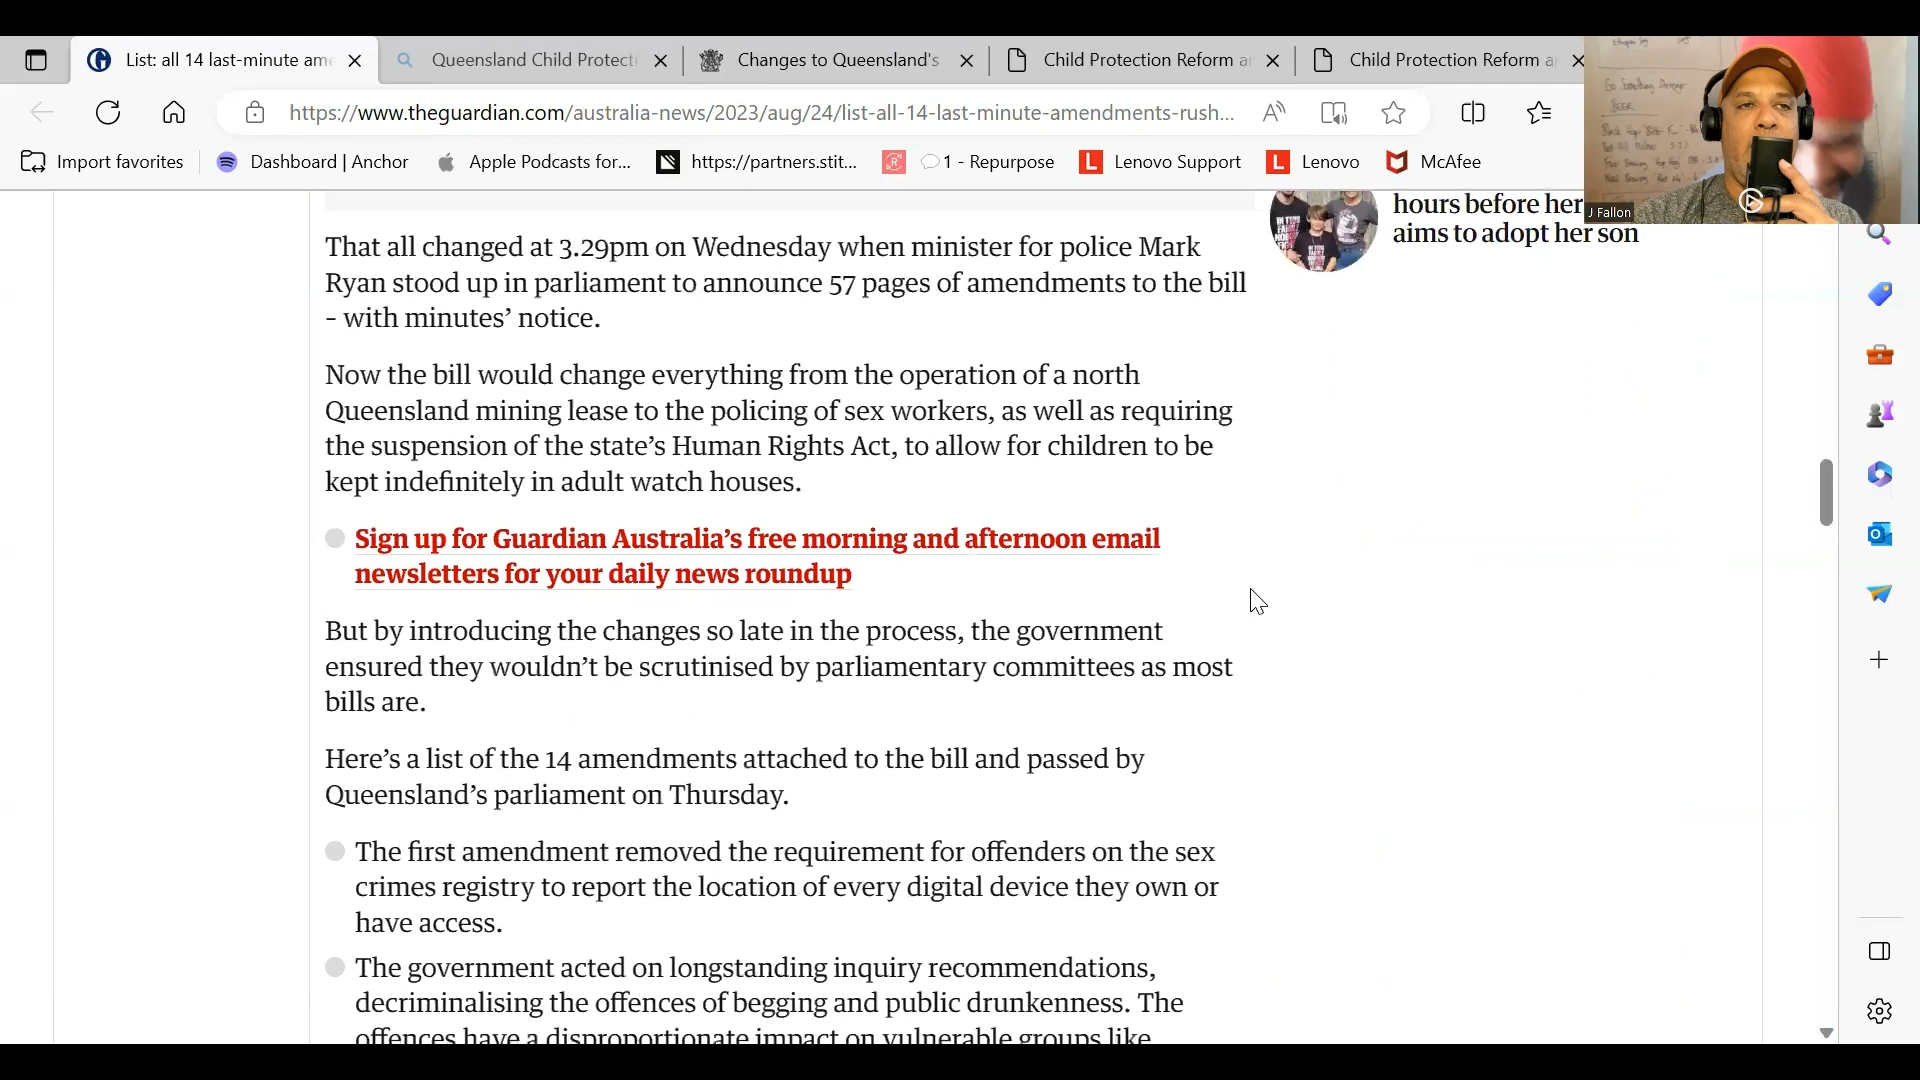 List: all 14 last-minute ame
Queensland Child Protecti
Changes to Queensland's
Child Protection Reform an
Child Protection Reform a
https://www.theguardian.com/australia-news/2023/aug/24/list-all-14-last-minute-amendments-rush...
Import favorites
Dashboard | Anchor
Apple Podcasts for...
https://partners.stit...
1 - Repurpose
Lenovo Support
Lenovo
McAfee
BEER
J Fallon
hours before her
aims to adopt her son
That all changed at 3.29pm on Wednesday when minister for police Mark
Ryan stood up in parliament to announce 57 pages of amendments to the bill
– with minutes’ notice.
Now the bill would change everything from the operation of a north
Queensland mining lease to the policing of sex workers, as well as requiring
the suspension of the state’s Human Rights Act, to allow for children to be
kept indefinitely in adult watch houses.
Sign up for Guardian Australia’s free morning and afternoon email
newsletters for your daily news roundup
But by introducing the changes so late in the process, the government
ensured they wouldn’t be scrutinised by parliamentary committees as most
bills are.
Here’s a list of the 14 amendments attached to the bill and passed by
Queensland’s parliament on Thursday.
The first amendment removed the requirement for offenders on the sex
crimes registry to report the location of every digital device they own or
have access.
The government acted on longstanding inquiry recommendations,
decriminalising the offences of begging and public drunkenness. The
offences have a disproportionate impact on vulnerable groups like